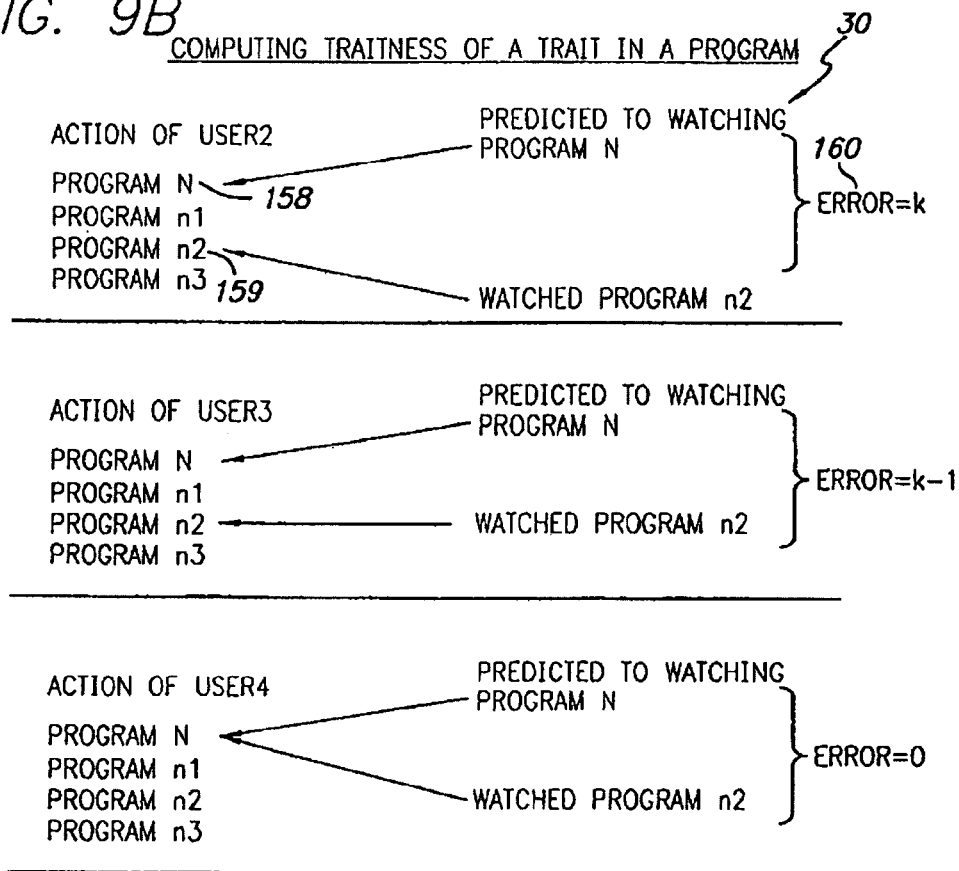 FIG. 9B
COMPUTING TRAITNESS OF A TRAIT IN A PROGRAM
30
ACTION OF USER2
PREDICTED TO WATCHING
PROGRAM N
PROGRAM N
158
PROGRAM n1
PROGRAM n2
PROGRAM n3
159
WATCHED PROGRAM n2
160
ERROR=k
ACTION OF USER3
PREDICTED TO WATCHING
PROGRAM N
PROGRAM N
PROGRAM n1
PROGRAM n2
PROGRAM n3
WATCHED PROGRAM n2
ERROR=k-1
ACTION OF USER4
PREDICTED TO WATCHING
PROGRAM N
PROGRAM N
PROGRAM n1
PROGRAM n2
PROGRAM n3
WATCHED PROGRAM n2
ERROR=0